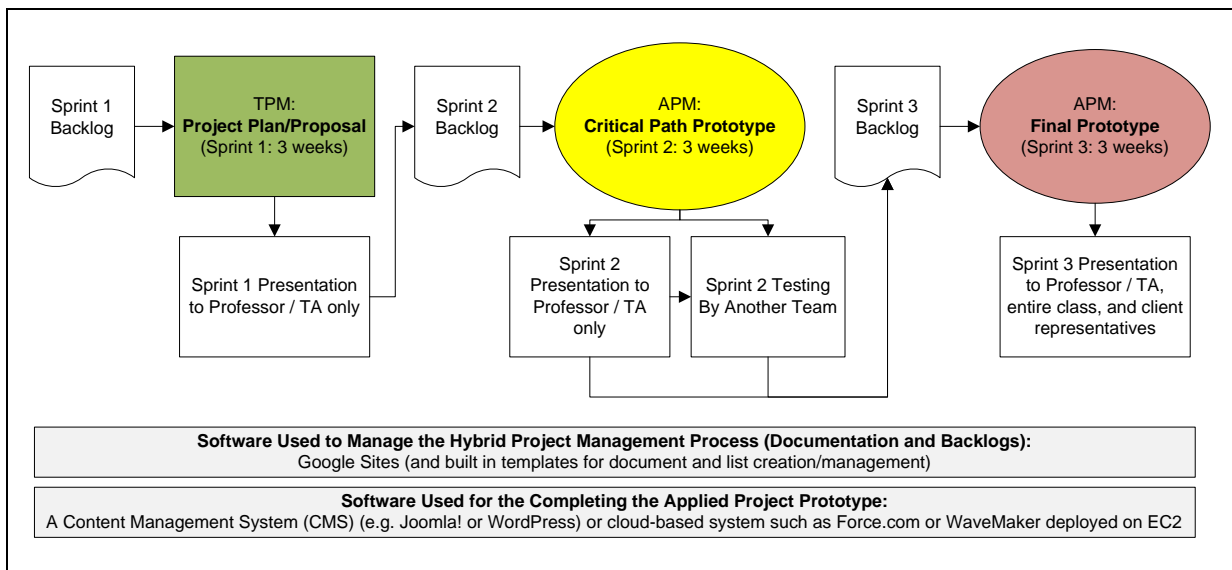 Sprint 1
Backlog
TPM:
Project Plan/Proposal
(Sprint 1: 3 weeks)
Sprint 2
Backlog
APM:
Critical Path Prototype
(Sprint 2: 3 weeks)
Sprint 3
Backlog
APM:
Final Prototype
(Sprint 3: 3 weeks)
Sprint 1 Presentation
to Professor / TA only
Sprint 2
Presentation to
Professor / TA
only
Sprint 2 Testing
By Another Team
Sprint 3 Presentation
to Professor / TA,
entire class, and client
representatives
Software Used to Manage the Hybrid Project Management Process (Documentation and Backlogs):
Google Sites (and built in templates for document and list creation/management)
Software Used for the Completing the Applied Project Prototype:
A Content Management System (CMS) (e.g. Joomla! or WordPress) or cloud-based system such as Force.com or WaveMaker deployed on EC2